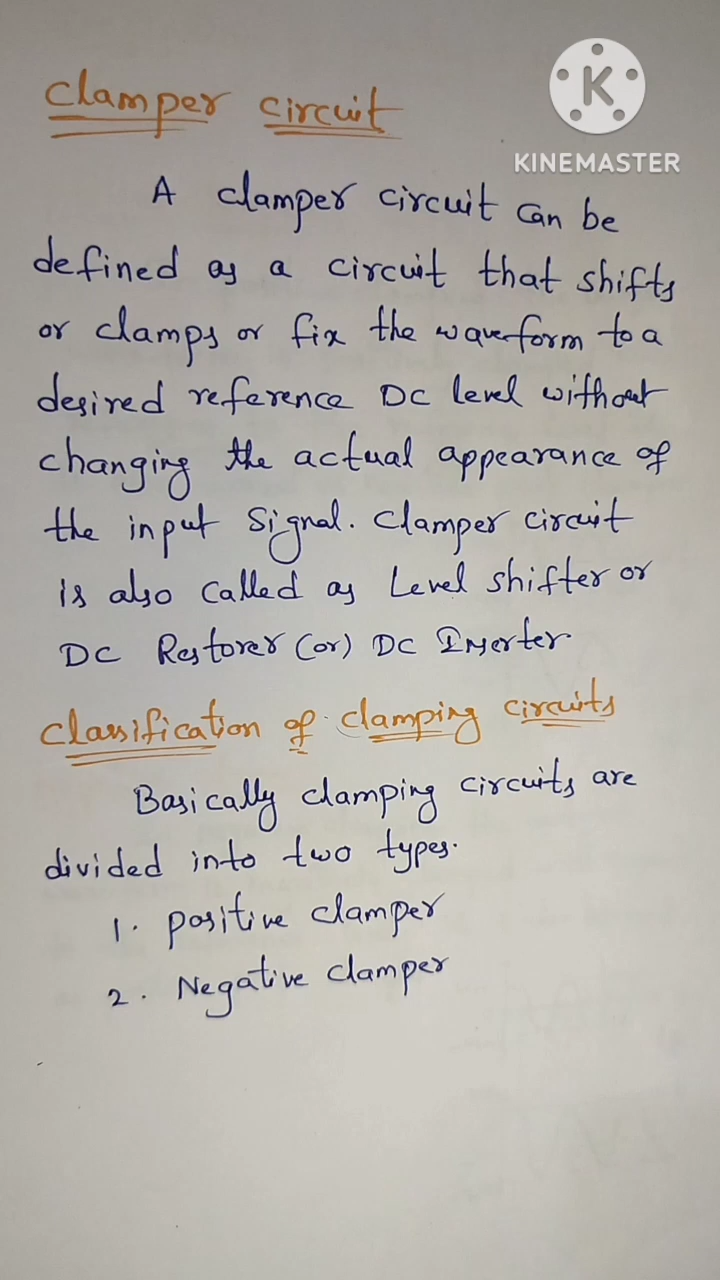 Clamper circuit
K
KINEMASTER
A clamper circuit can be
defined as a circuit that shifts
or clamps or fix the waveform to a
desired reference DC level without
changing the actual appearance of
the input signal. Clamper circuit
is also called as Level shifter or
DC Restorer (or) DC Inserter
Classification of clamping circuits
Basically clamping circuits are
divided into two types.
1. positive clamper
2. Negative clamper